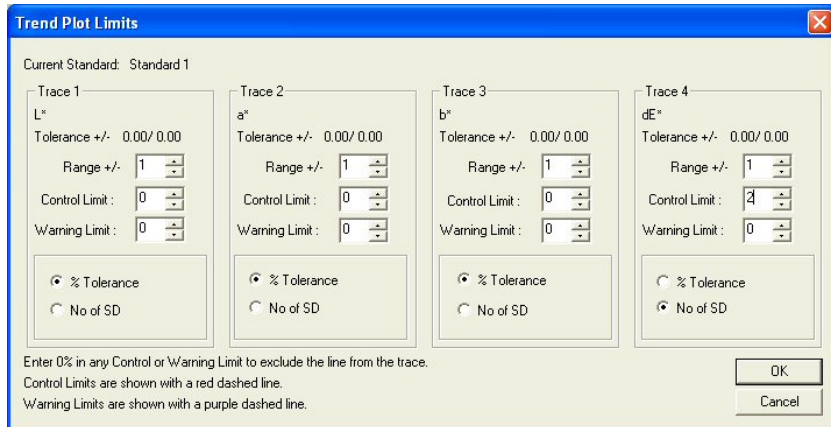 Trend Plot Limits
Current Standard: Standard 1
Trace 1
L*
Tolerance +/- 0.00/ 0.00
Range +/- 1
Control Limit : 0
Warning Limit : 0
% Tolerance
No of SD
Trace 2
a*
Tolerance +/- 0.00/ 0.00
Range +/- 1
Control Limit : 0
Warning Limit : 0
% Tolerance
No of SD
Trace 3
b*
Tolerance +/- 0.00/ 0.00
Range +/- 1
Control Limit : 0
Warning Limit : 0
% Tolerance
No of SD
Trace 4
dE*
Tolerance +/- 0.00/ 0.00
Range +/- 1
Control Limit : 2
Warning Limit : 0
% Tolerance
No of SD
Enter 0% in any Control or Warning Limit to exclude the line from the trace.
Control Limits are shown with a red dashed line.
Warning Limits are shown with a purple dashed line.
OK
Cancel